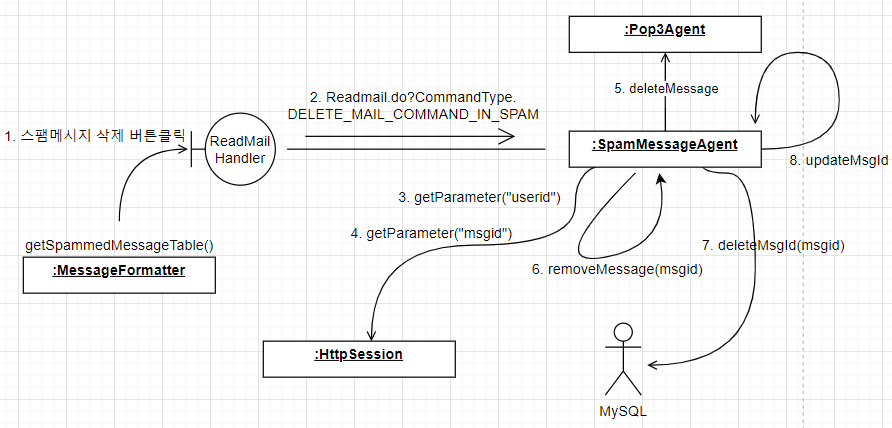 :Pop3Agent
2. Readmail.do?CommandType.
DELETE_MAIL_COMMAND_IN_SPAM
5. deleteMessage
1. 스팸메시지 삭제 버튼클릭
ReadMail
Handler
:SpamMessageAgent
8. updateMsgId
3. getParameter("userid")
4. getParameter("msgid")
7. deleteMsgId(msgid)
getSpammedMessageTable()
:MessageFormatter
6. removeMessage(msgid)
:HttpSession
MySQL